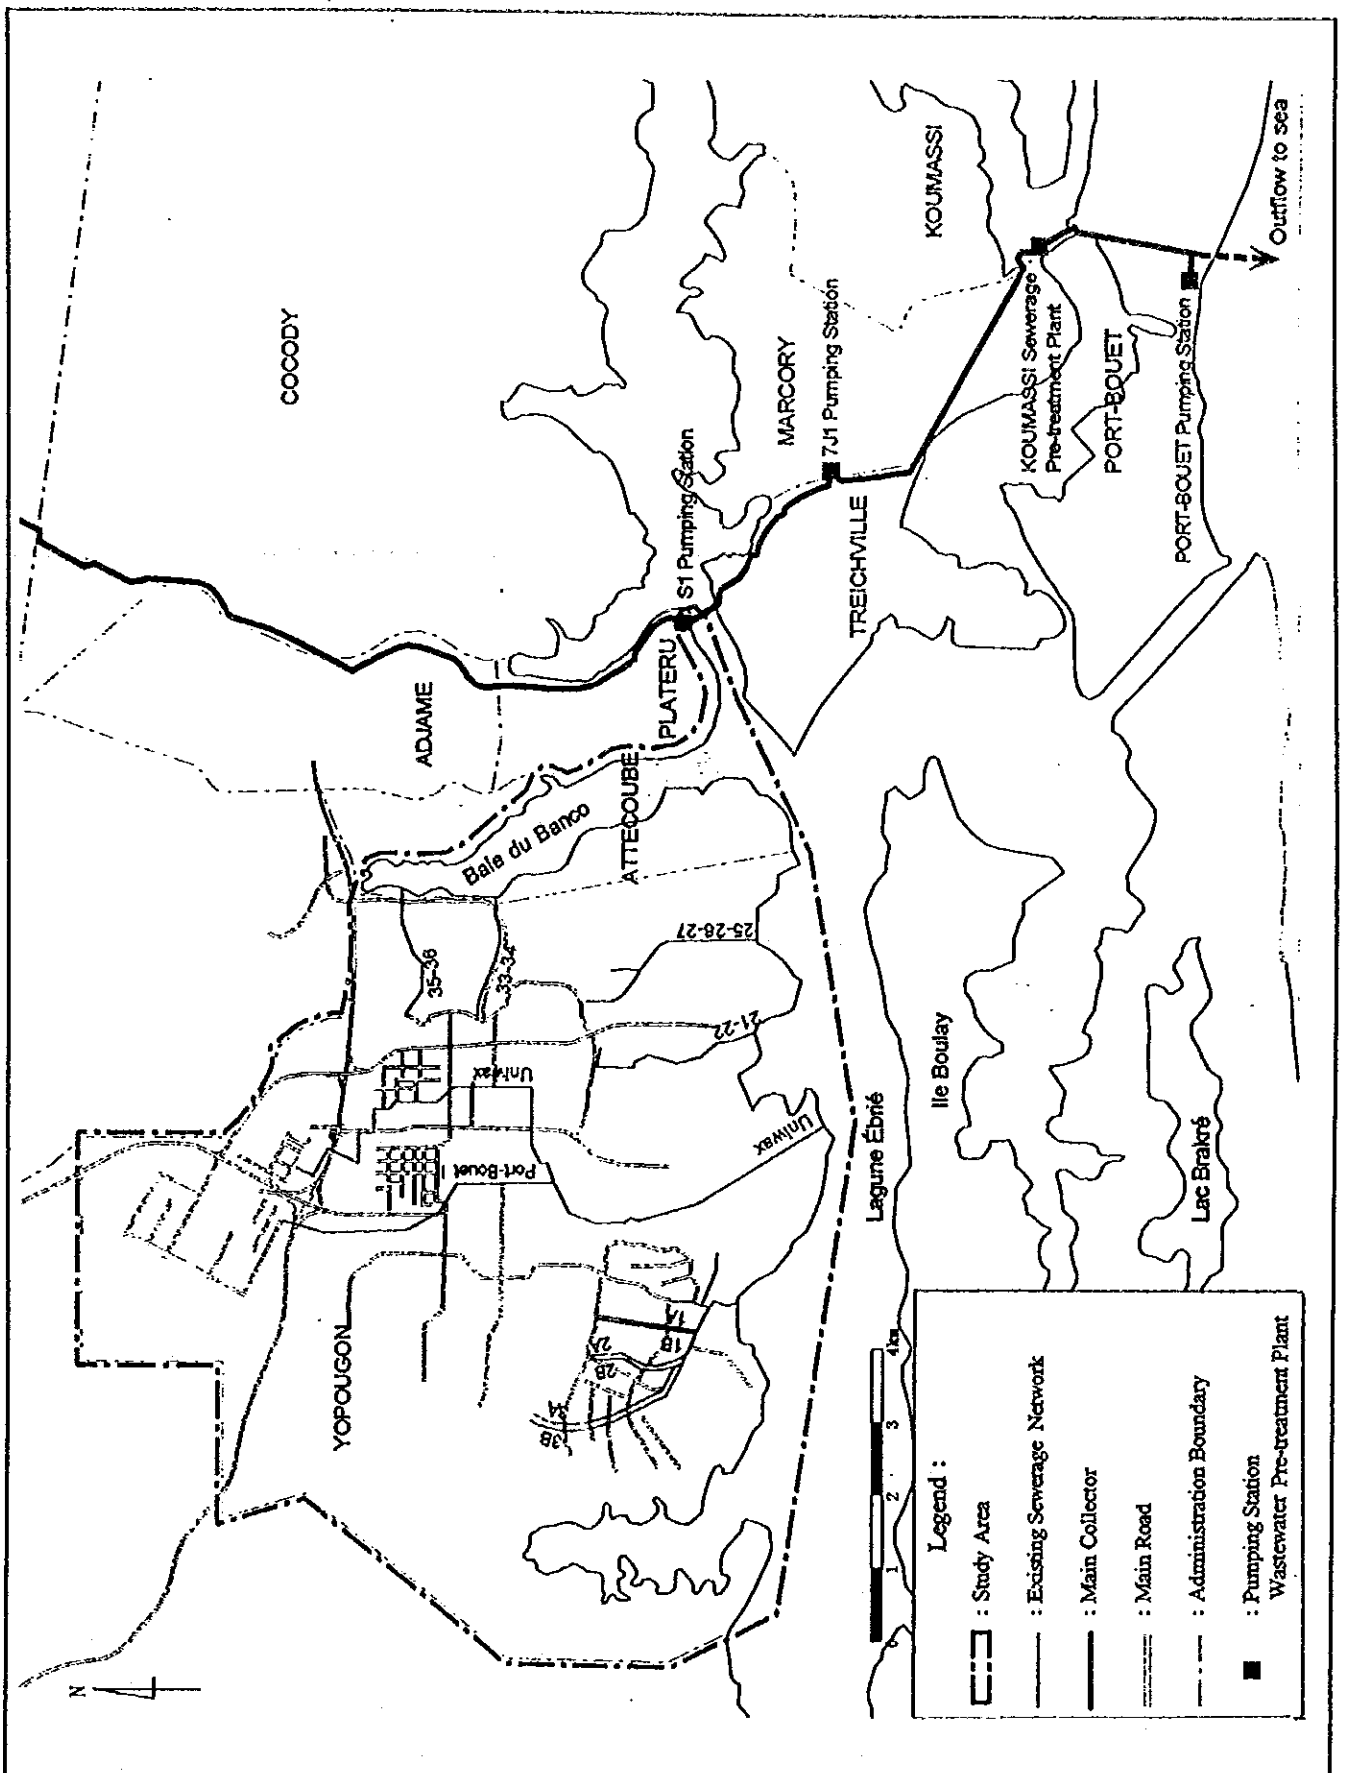 N
COCODY
ADJAME
YOPOUGON
PLATERU
ATTECOUBE
Baie du Banco
S1 Pumping Station
MARCORY
7J1 Pumping Station
TREICHVILLE
KOUMASSI
KOUMASSI Sewerage
Pre-treatment Plant
PORT-BOUET
PORT-BOUET Pumping Station
Outflow to sea
35-36
33-34
25-26-27
21-22
Uniwax
Port-Bouet I
Uniwax
1A
1B
2A
2B
3B
Lagune Ébrié
Ile Boulay
Lac Brakré
0 1 2 3 4km
Legend :
: Study Area
: Existing Sewerage Network
: Main Collector
: Main Road
: Administration Boundary
: Pumping Station
Wastewater Pre-treatment Plant